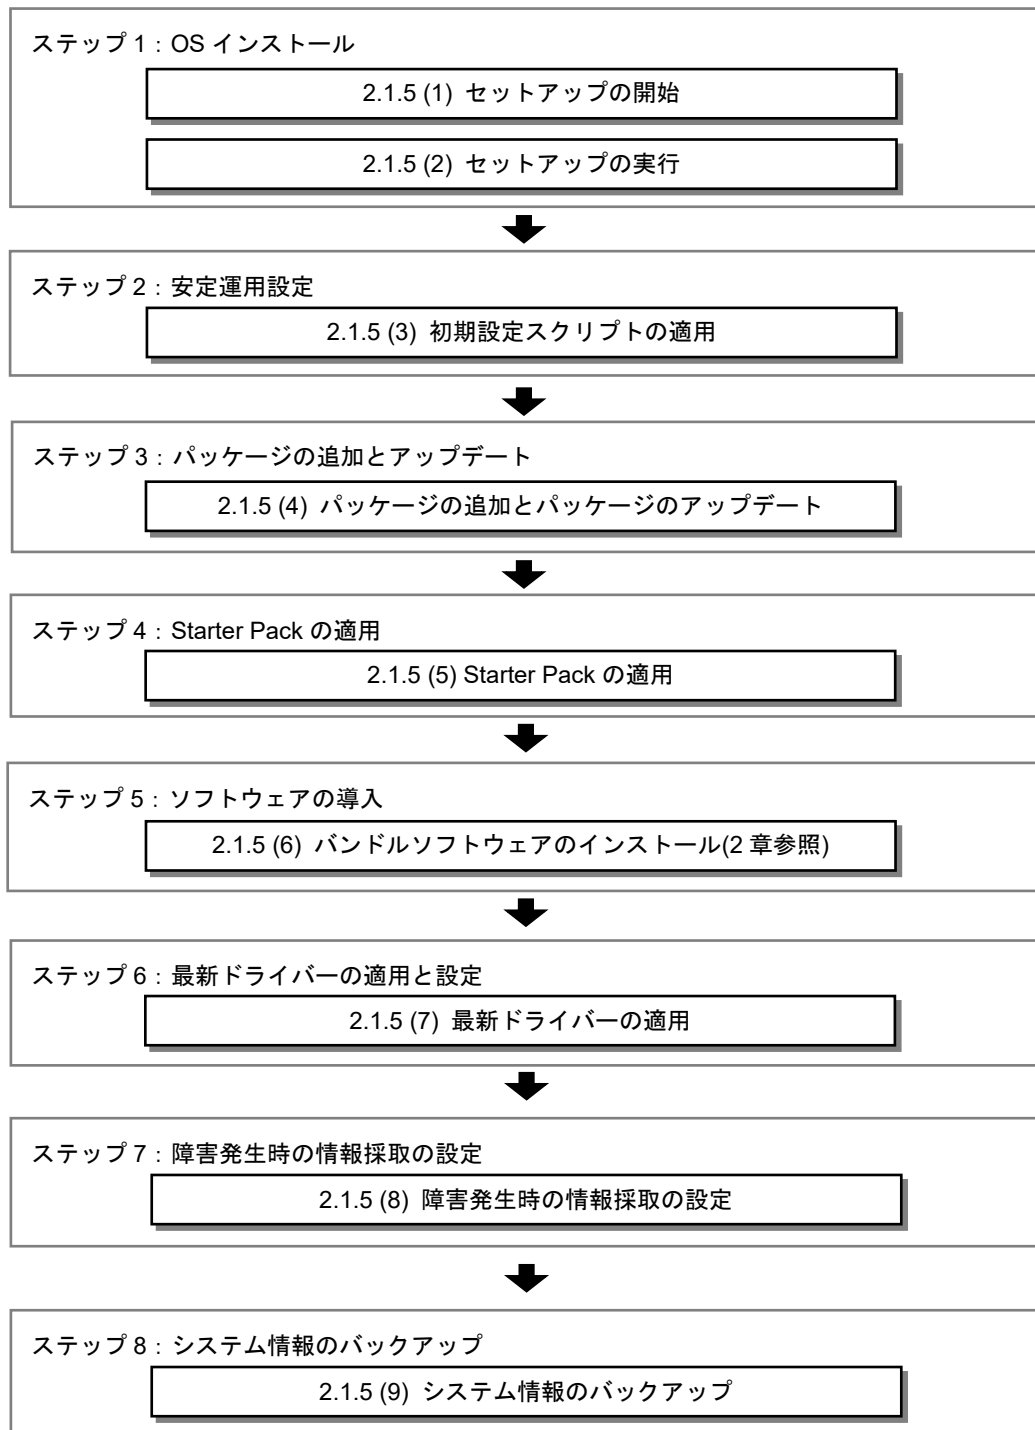 ステップ 1：OS インストール
2.1.5 (1) セットアップの開始
2.1.5 (2) セットアップの実行
ステップ 2：安定運用設定
2.1.5 (3) 初期設定スクリプトの適用
ステップ 3：パッケージの追加とアップデート
2.1.5 (4) パッケージの追加とパッケージのアップデート
ステップ 4：Starter Pack の適用
2.1.5 (5) Starter Pack の適用
ステップ 5：ソフトウェアの導入
2.1.5 (6) バンドルソフトウェアのインストール(2 章参照)
ステップ 6：最新ドライバーの適用と設定
2.1.5 (7) 最新ドライバーの適用
ステップ 7：障害発生時の情報採取の設定
2.1.5 (8) 障害発生時の情報採取の設定
ステップ 8：システム情報のバックアップ
2.1.5 (9) システム情報のバックアップ